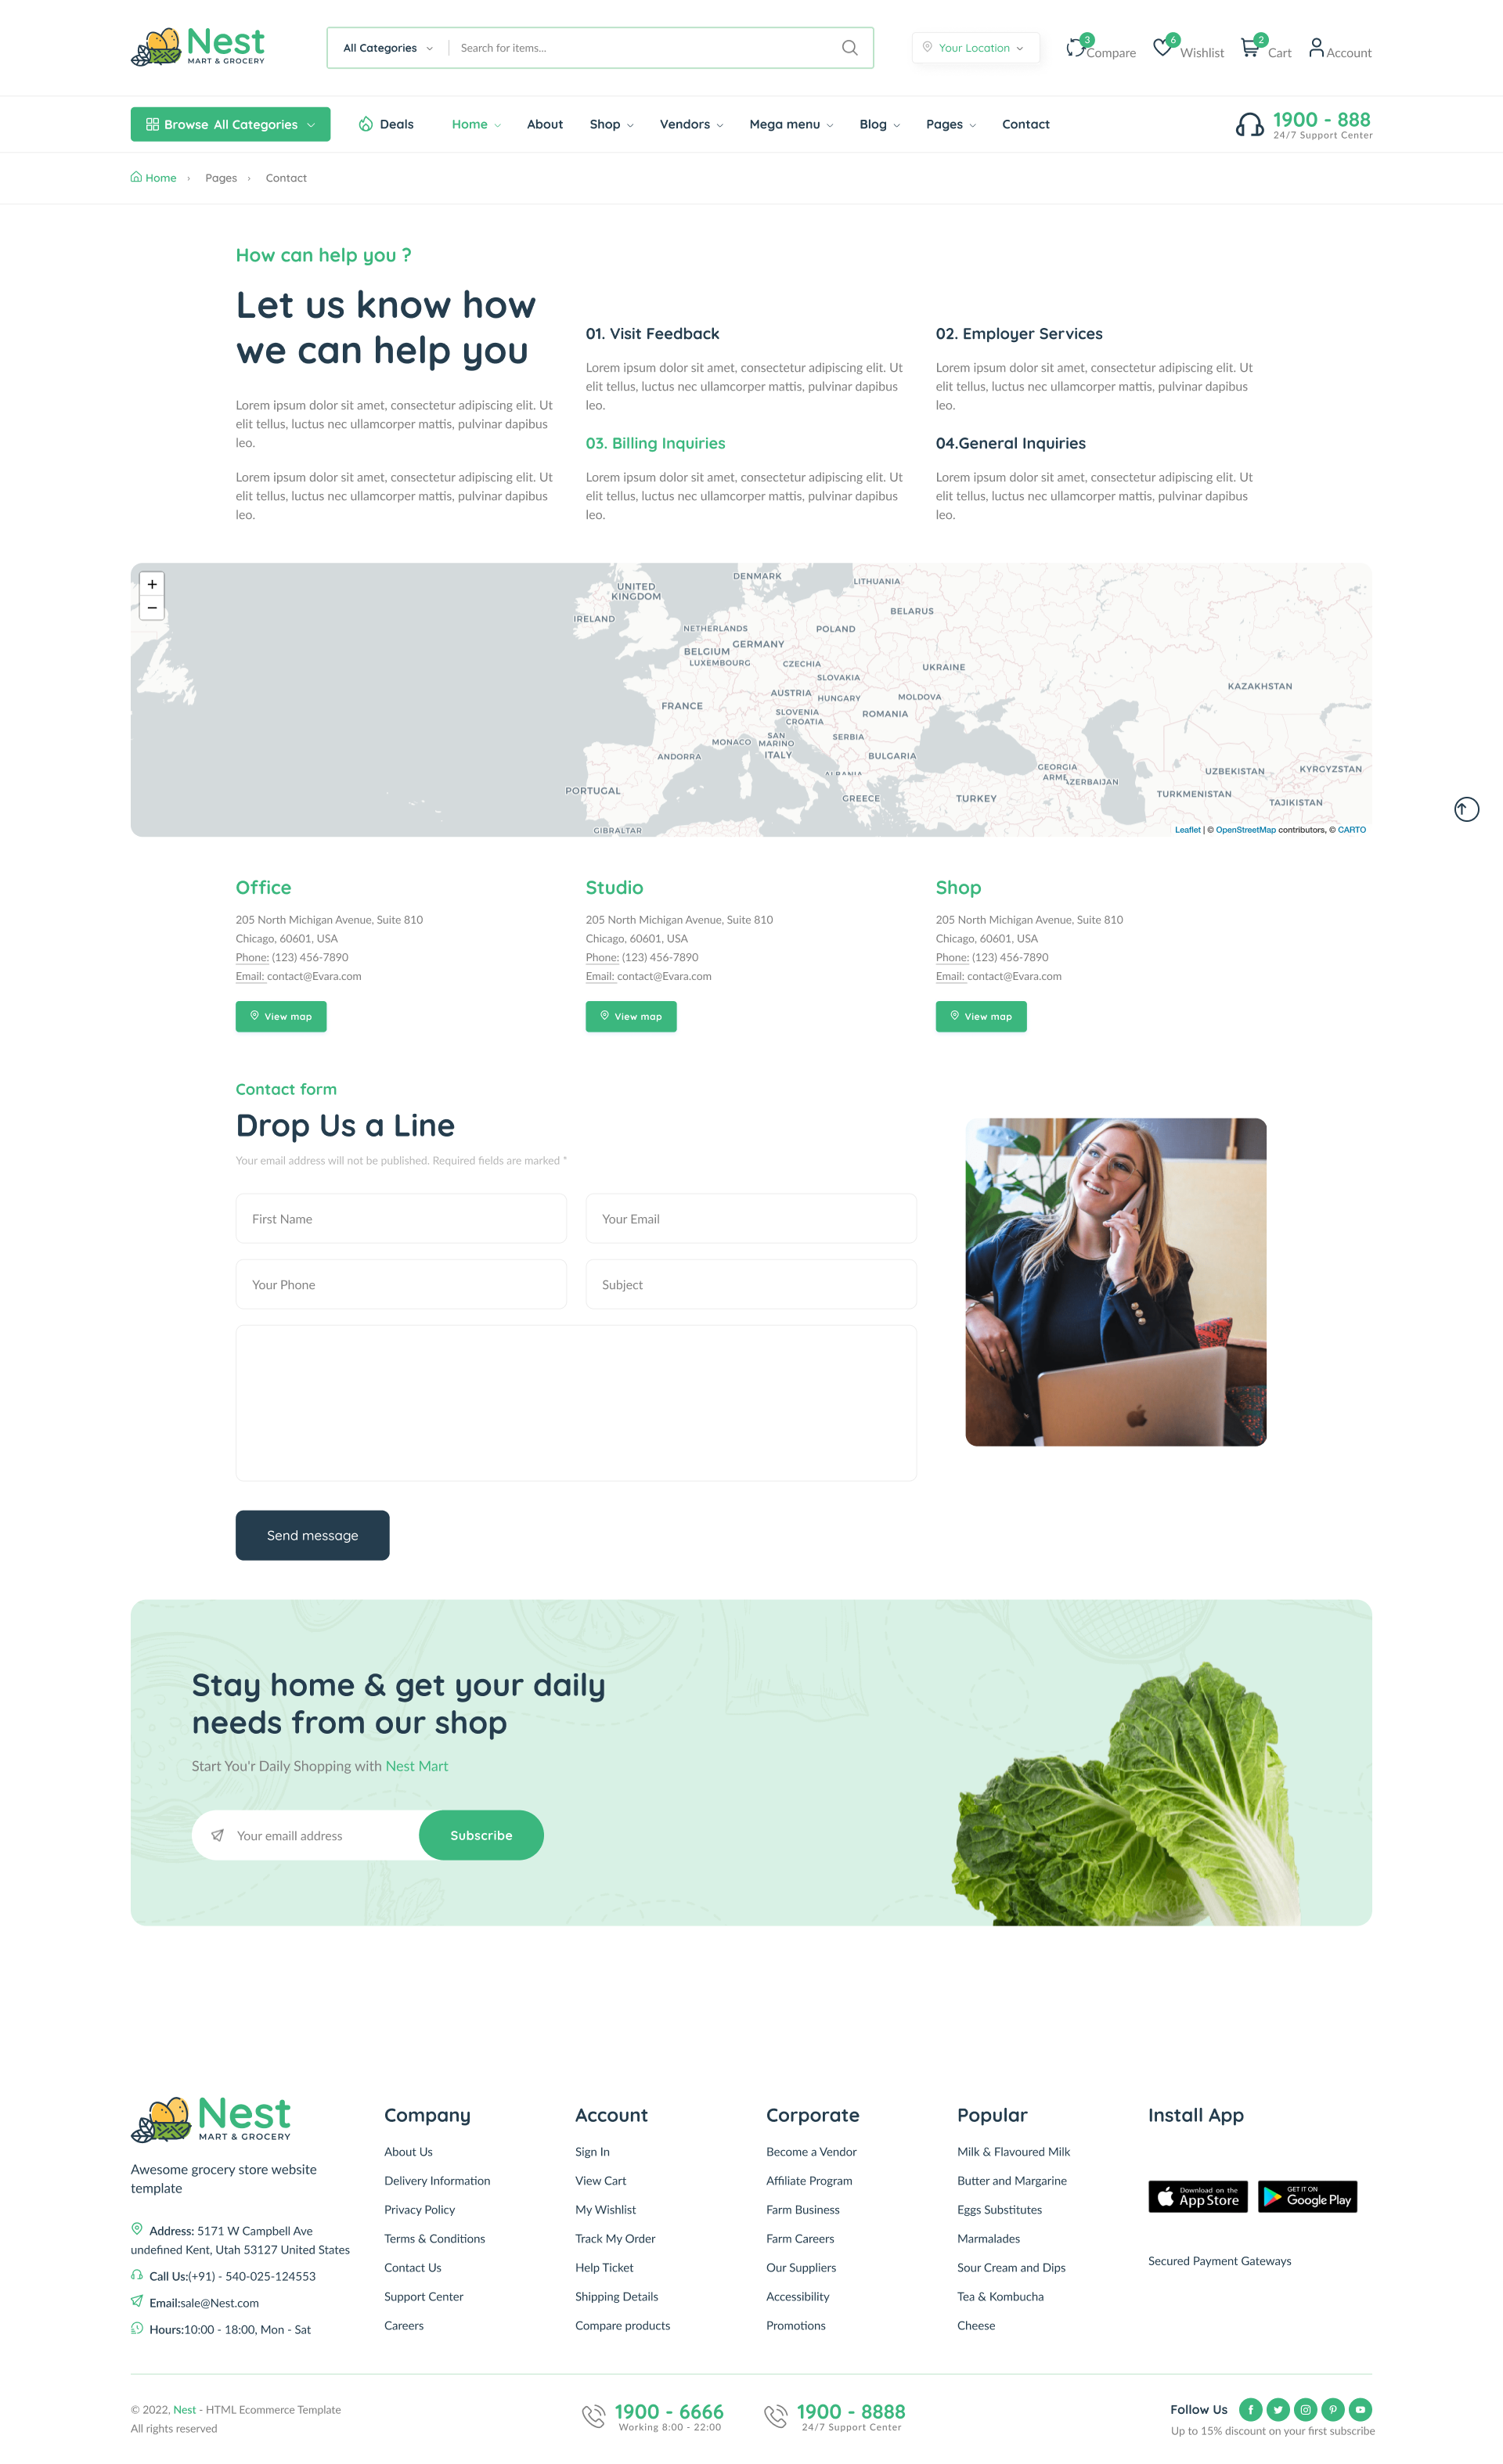 Nest
MART & GROCERY
All Categories
Search for items...
Your Location
3
Compare
6
Wishlist
2
Cart
Account
Browse All Categories
Deals
Home
About
Shop
Vendors
Mega menu
Blog
Pages
Contact
1900 - 888
24/7 Support Center
Home
Pages
Contact
How can help you ?
Let us know how
we can help you
Lorem ipsum dolor sit amet, consectetur adipiscing elit. Ut
elit tellus, luctus nec ullamcorper mattis, pulvinar dapibus
leo.
Lorem ipsum dolor sit amet, consectetur adipiscing elit. Ut
elit tellus, luctus nec ullamcorper mattis, pulvinar dapibus
leo.
01. Visit Feedback
Lorem ipsum dolor sit amet, consectetur adipiscing elit. Ut
elit tellus, luctus nec ullamcorper mattis, pulvinar dapibus
leo.
02. Employer Services
Lorem ipsum dolor sit amet, consectetur adipiscing elit. Ut
elit tellus, luctus nec ullamcorper mattis, pulvinar dapibus
leo.
03. Billing Inquiries
Lorem ipsum dolor sit amet, consectetur adipiscing elit. Ut
elit tellus, luctus nec ullamcorper mattis, pulvinar dapibus
leo.
04.General Inquiries
Lorem ipsum dolor sit amet, consectetur adipiscing elit. Ut
elit tellus, luctus nec ullamcorper mattis, pulvinar dapibus
leo.
+
−
DENMARK
LITHUANIA
UNITED
KINGDOM
BELARUS
IRELAND
NETHERLANDS
POLAND
GERMANY
BELGIUM
LUXEMBOURG
CZECHIA
UKRAINE
SLOVAKIA
KAZAKHSTAN
AUSTRIA
HUNGARY
MOLDOVA
FRANCE
SLOVENIA
ROMANIA
CROATIA
SAN
MARINO
SERBIA
MONACO
ITALY
ANDORRA
BULGARIA
GEORGIA
UZBEKISTAN
KYRGYZSTAN
ALBANIA
ARME
AZERBAIJAN
PORTUGAL
GREECE
TURKEY
TURKMENISTAN
TAJIKISTAN
GIBRALTAR
Leaflet | © OpenStreetMap contributors, © CARTO
Office
205 North Michigan Avenue, Suite 810
Chicago, 60601, USA
Phone: (123) 456-7890
Email: contact@Evara.com
View map
Studio
205 North Michigan Avenue, Suite 810
Chicago, 60601, USA
Phone: (123) 456-7890
Email: contact@Evara.com
View map
Shop
205 North Michigan Avenue, Suite 810
Chicago, 60601, USA
Phone: (123) 456-7890
Email: contact@Evara.com
View map
Contact form
Drop Us a Line
Your email address will not be published. Required fields are marked *
First Name
Your Email
Your Phone
Subject
Send message
Stay home & get your daily
needs from our shop
Start You'r Daily Shopping with Nest Mart
Your emaill address
Subscribe
Nest
MART & GROCERY
Awesome grocery store website
template
Address: 5171 W Campbell Ave
undefined Kent, Utah 53127 United States
Call Us:(+91) - 540-025-124553
Email:sale@Nest.com
Hours:10:00 - 18:00, Mon - Sat
Company
About Us
Delivery Information
Privacy Policy
Terms & Conditions
Contact Us
Support Center
Careers
Account
Sign In
View Cart
My Wishlist
Track My Order
Help Ticket
Shipping Details
Compare products
Corporate
Become a Vendor
Affiliate Program
Farm Business
Farm Careers
Our Suppliers
Accessibility
Promotions
Popular
Milk & Flavoured Milk
Butter and Margarine
Eggs Substitutes
Marmalades
Sour Cream and Dips
Tea & Kombucha
Cheese
Install App
Download on the
App Store
GET IT ON
Google Play
Secured Payment Gateways
© 2022, Nest - HTML Ecommerce Template
All rights reserved
1900 - 6666
Working 8:00 - 22:00
1900 - 8888
24/7 Support Center
Follow Us
Up to 15% discount on your first subscribe